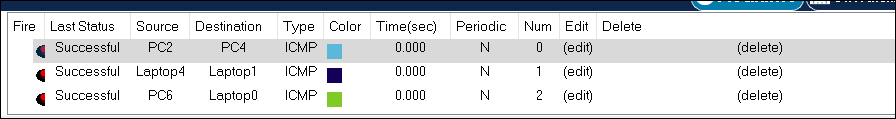 Fire Last Status Source Destination Type Color Time(sec) Periodic Num Edit Delete
Successful PC2 PC4 ICMP 0.000 N 0 (edit) (delete)
Successful Laptop4 Laptop1 ICMP 0.000 N 1 (edit) (delete)
Successful PC6 Laptop0 ICMP 0.000 N 2 (edit) (delete)